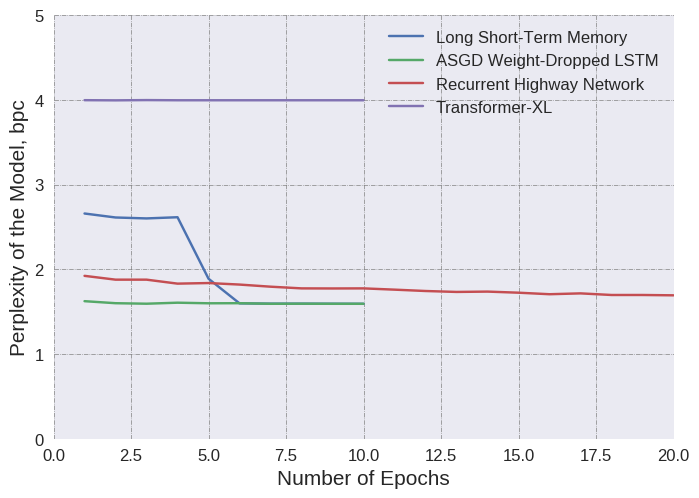 5
4
3
2
1
0
Perplexity of the Model, bpc
Long Short-Term Memory
ASGD Weight-Dropped LSTM
Recurrent Highway Network
Transformer-XL
0.0 2.5 5.0 7.5 10.0 12.5 15.0 17.5 20.0
Number of Epochs